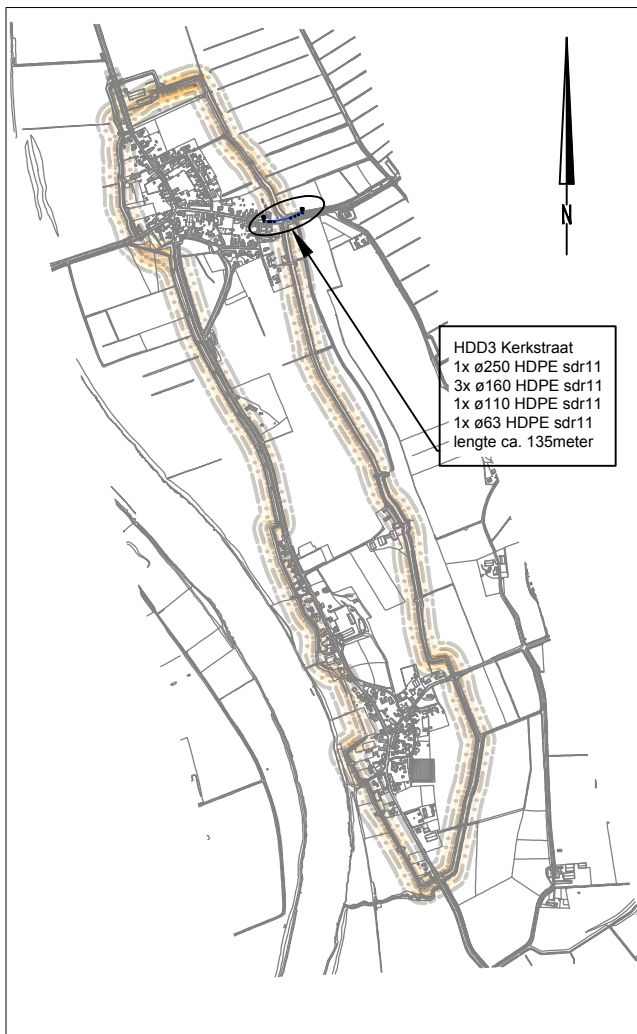 N
HDD3 Kerkstraat
1x ø250 HDPE sdr11
3x ø160 HDPE sdr11
1x ø110 HDPE sdr11
1x ø63 HDPE sdr11
lengte ca. 135meter